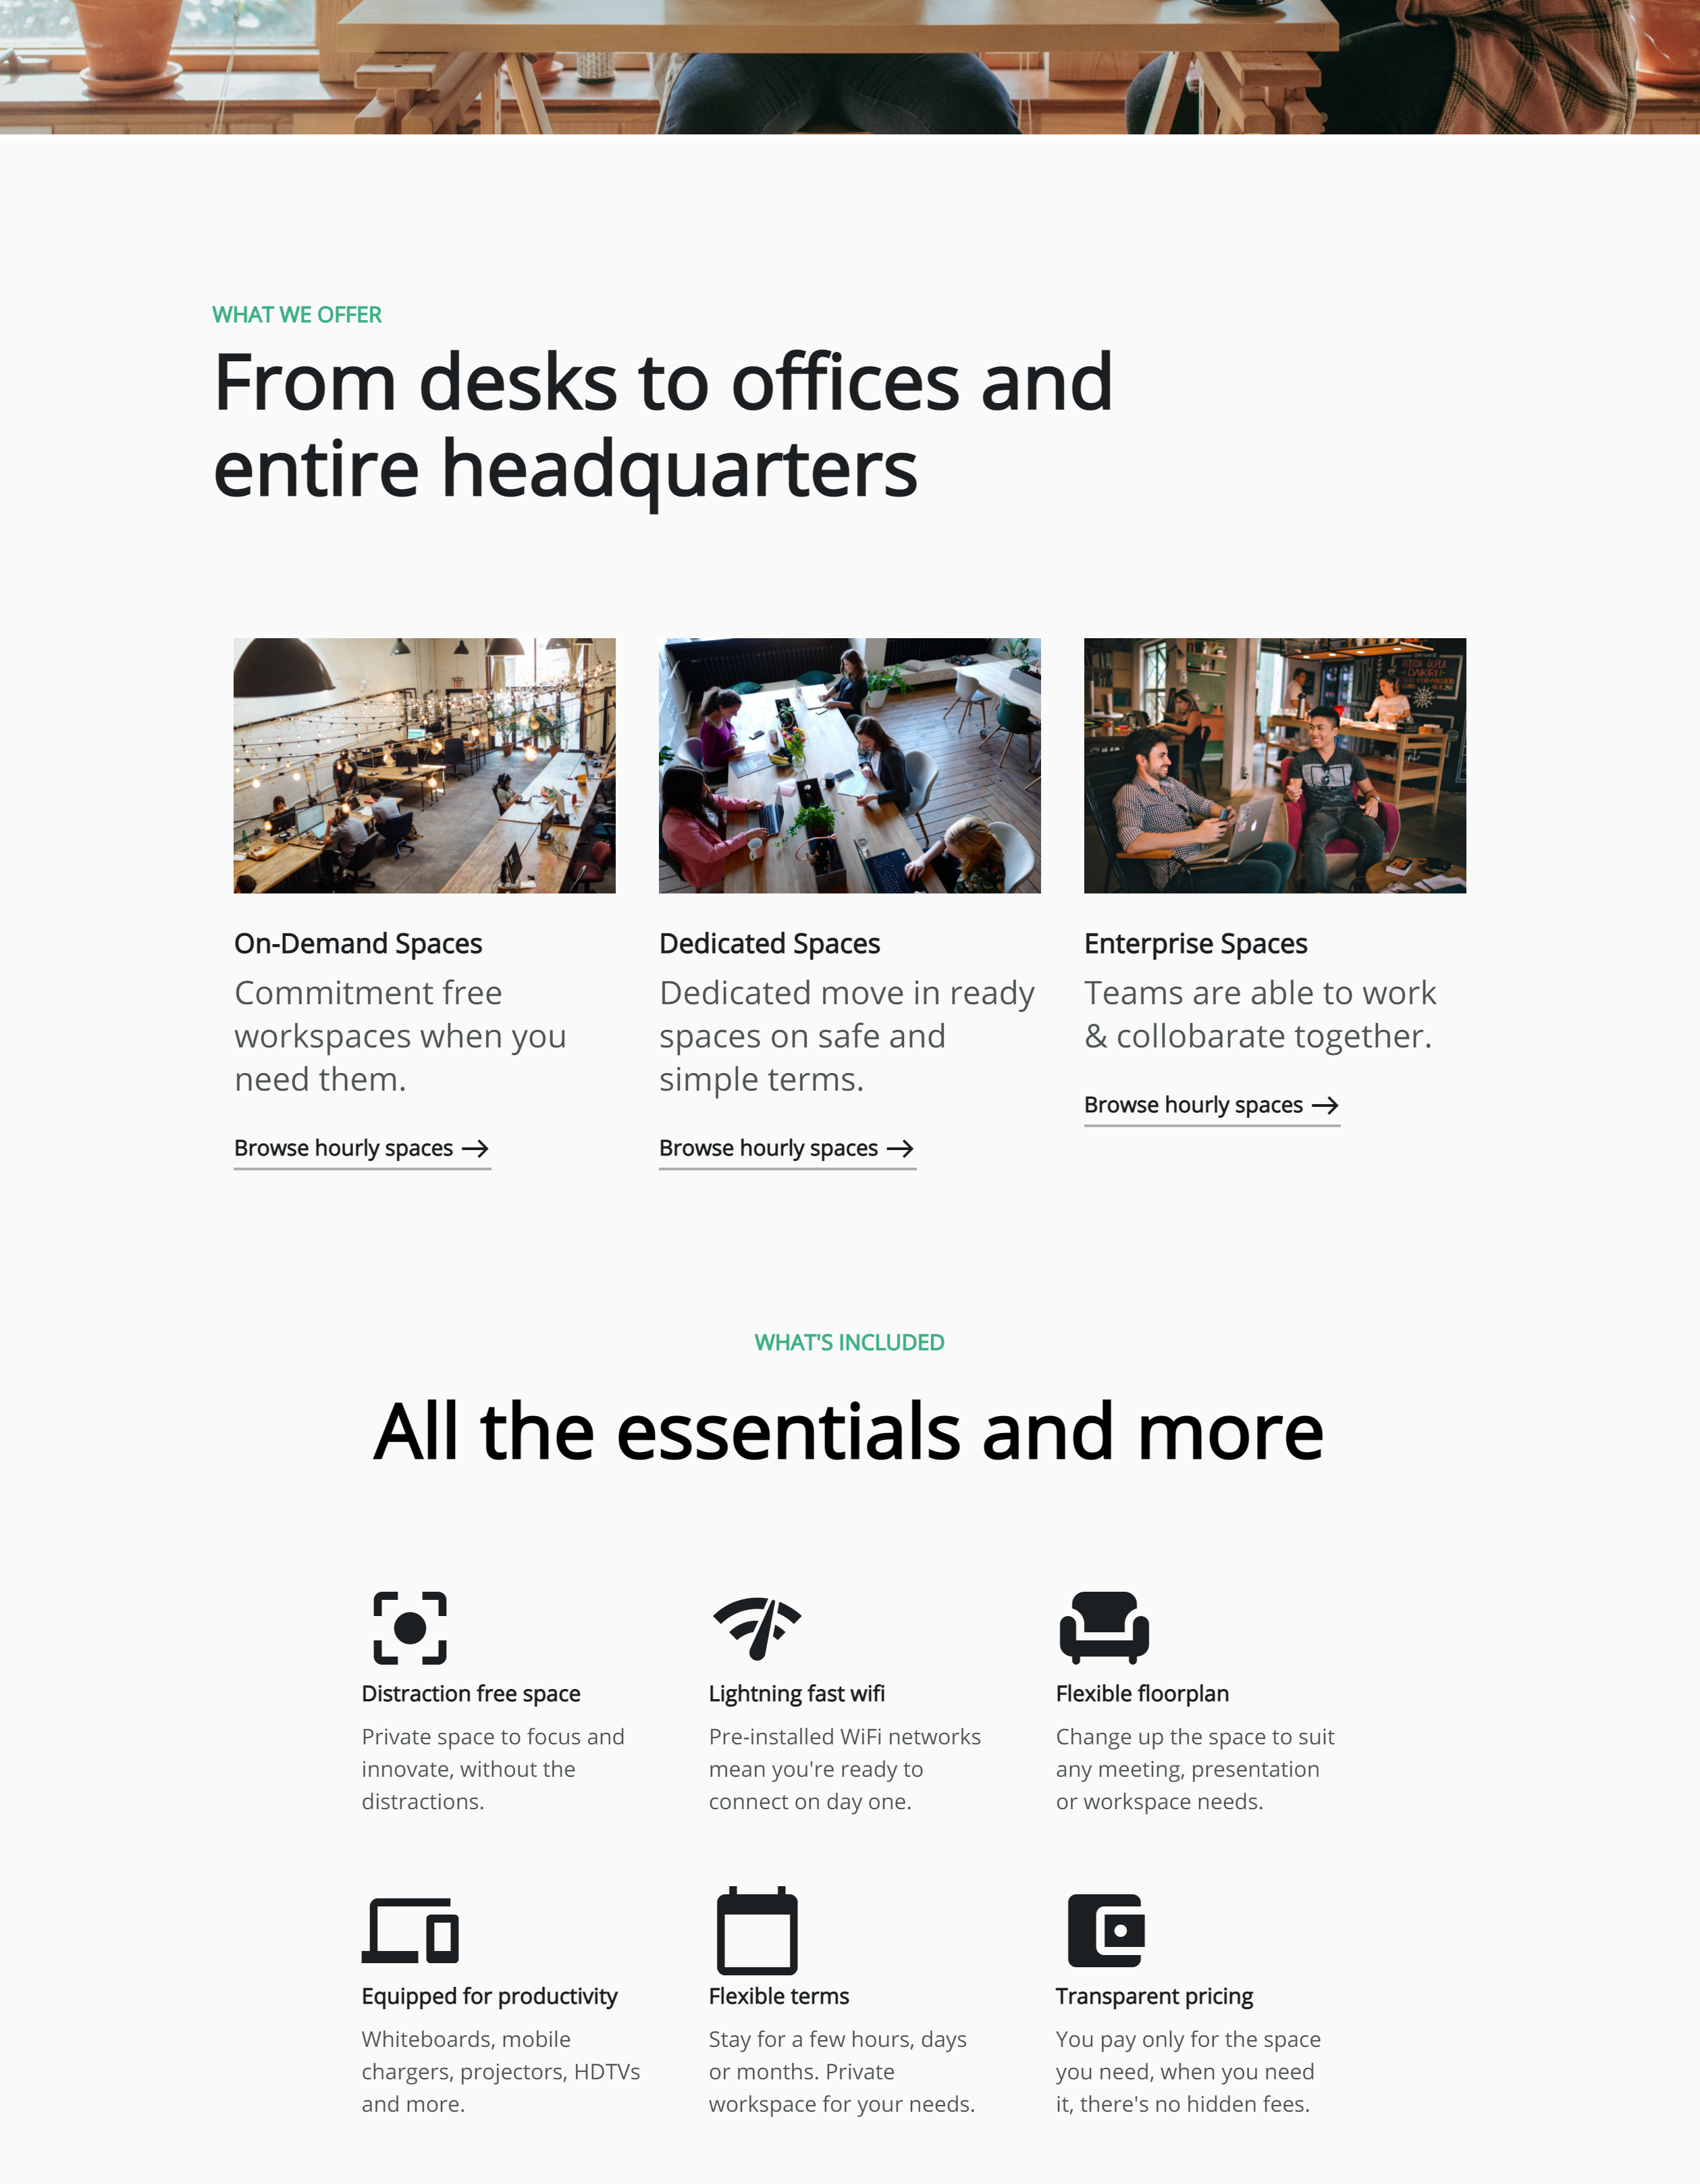 WHAT WE OFFER
From desks to offices and
entire headquarters
On-Demand Spaces
Commitment free
workspaces when you
need them.
Browse hourly spaces
Dedicated Spaces
Dedicated move in ready
spaces on safe and
simple terms.
Browse hourly spaces
Enterprise Spaces
Teams are able to work
& collobarate together.
Browse hourly spaces
WHAT'S INCLUDED
All the essentials and more
Distraction free space
Private space to focus and
innovate, without the
distractions.
Lightning fast wifi
Pre-installed WiFi networks
mean you're ready to
connect on day one.
Flexible floorplan
Change up the space to suit
any meeting, presentation
or workspace needs.
Equipped for productivity
Whiteboards, mobile
chargers, projectors, HDTVs
and more.
Flexible terms
Stay for a few hours, days
or months. Private
workspace for your needs.
Transparent pricing
You pay only for the space
you need, when you need
it, there's no hidden fees.